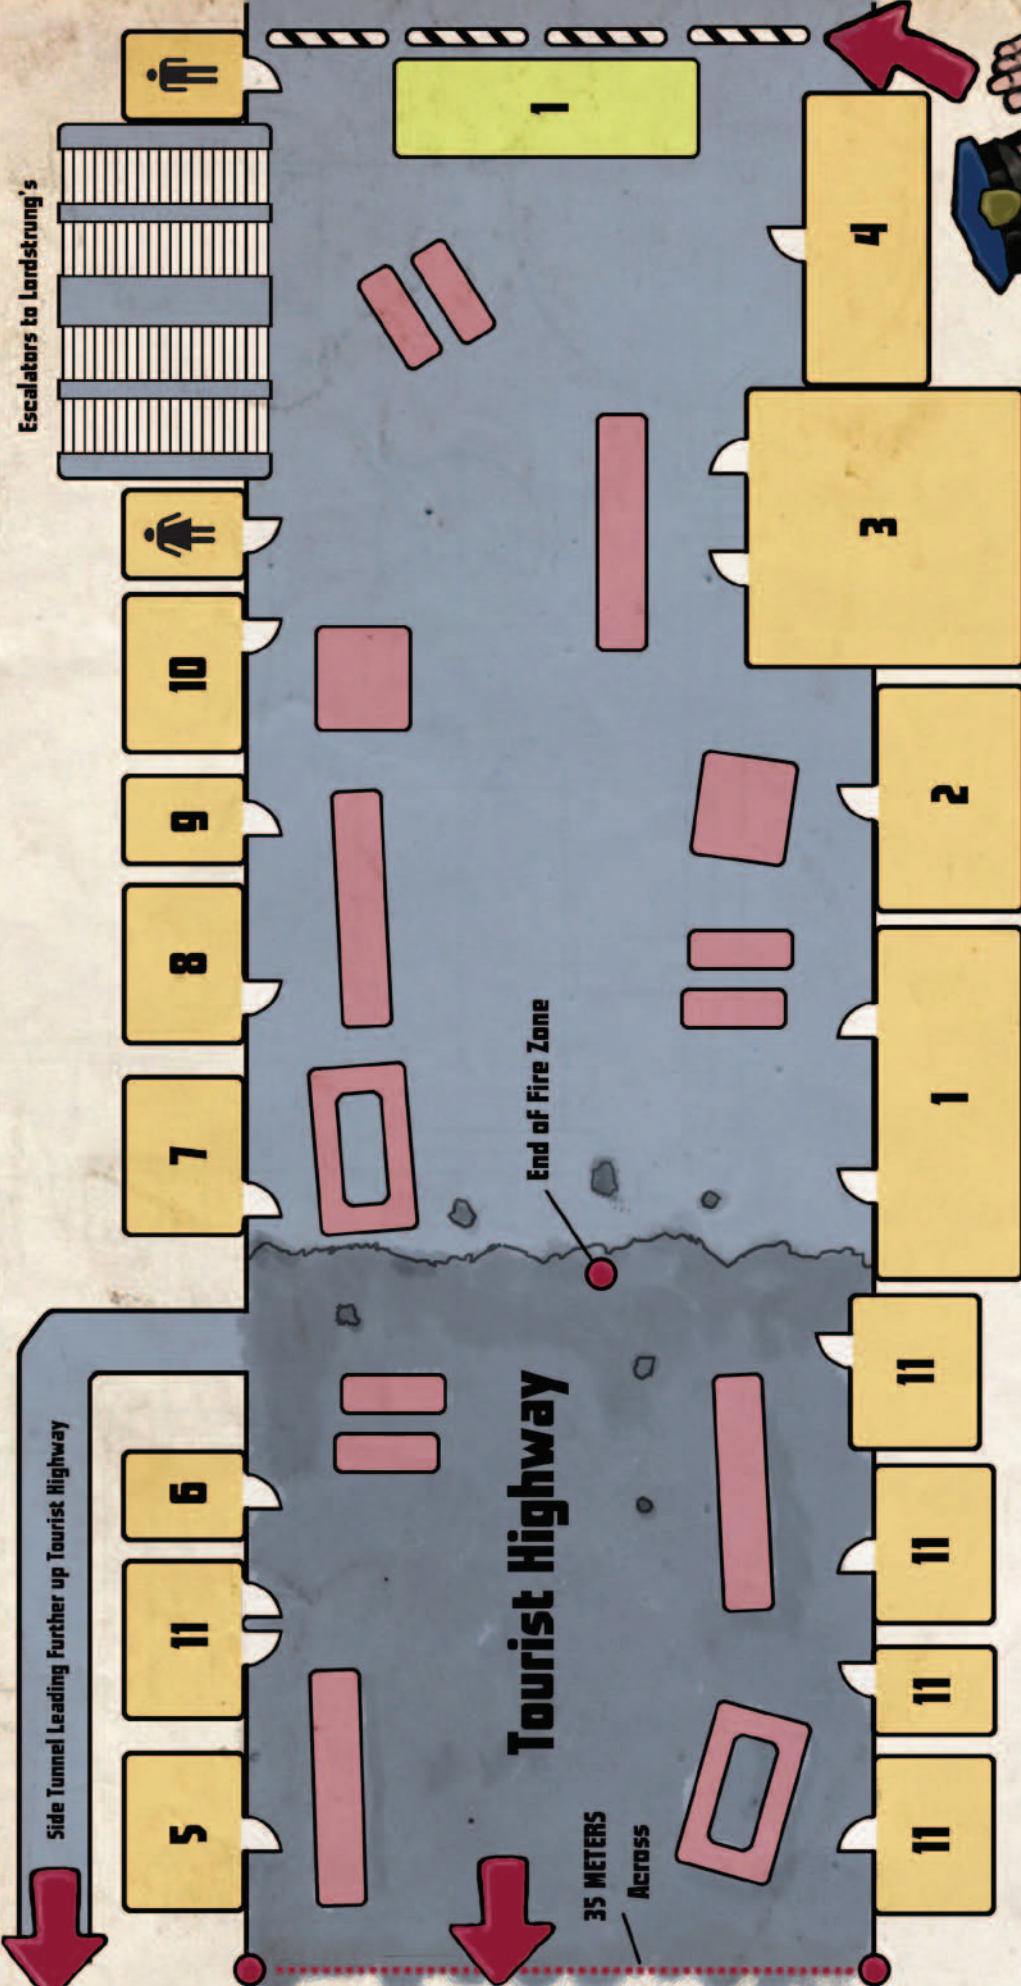 Escalators to Lordstrung's
1
4
3
10
9
2
8
End of Fire Zone
7
1
11
Side Tunnel Leading Further up Tourist Highway
6
Tourist Highway
11
11
11
5
35 METERS
Across
11